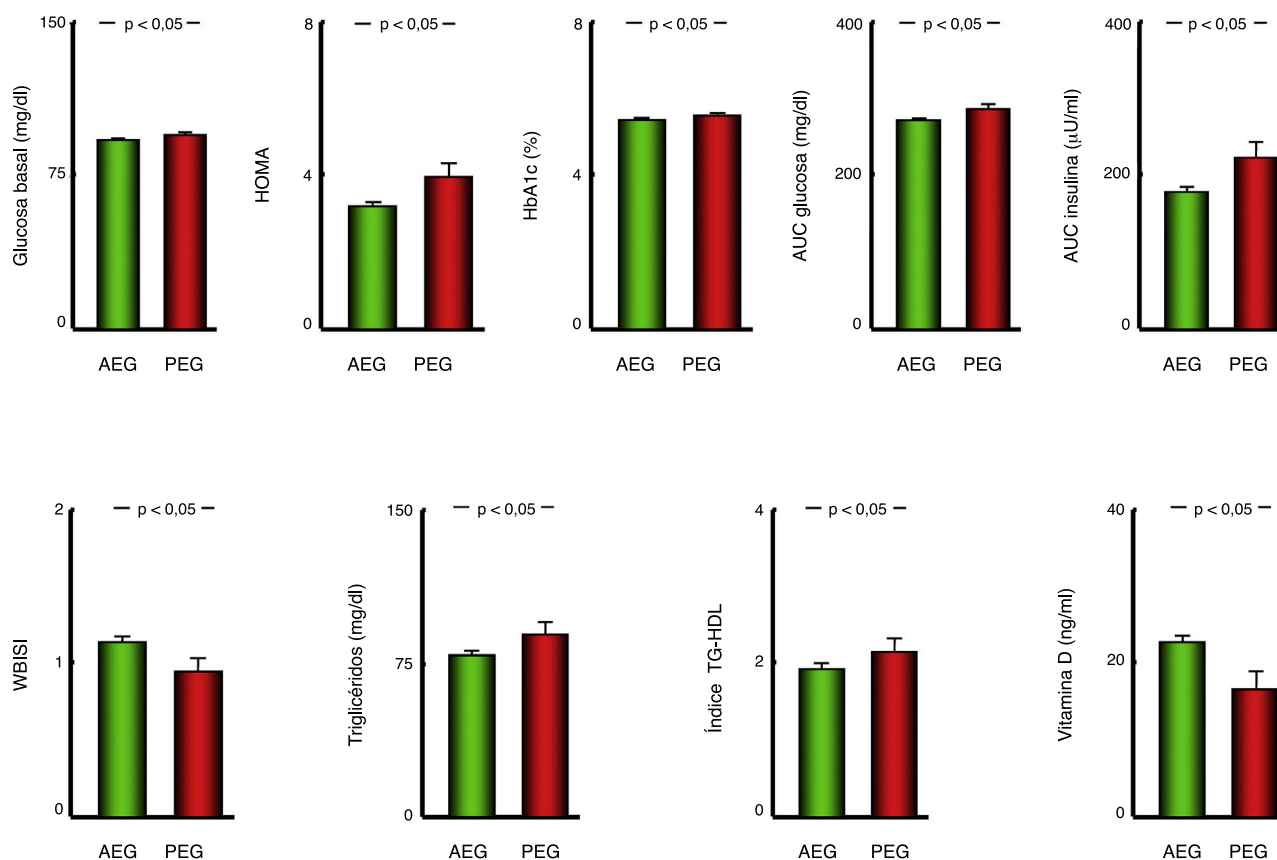 Glucosa basal (mg/dl)
150
75
0
p < 0,05
AEG PEG
HOMA
8
4
0
p < 0,05
AEG PEG
HbA1c (%)
8
4
0
p < 0,05
AEG PEG
AUC glucosa (mg/dl)
400
200
0
p < 0,05
AEG PEG
AUC insulina (μU/ml)
400
200
0
p < 0,05
AEG PEG
WBISI
2
1
0
p < 0,05
AEG PEG
Triglicéridos (mg/dl)
150
75
0
p < 0,05
AEG PEG
Índice TG-HDL
4
2
0
p < 0,05
AEG PEG
Vitamina D (ng/ml)
40
20
0
p < 0,05
AEG PEG